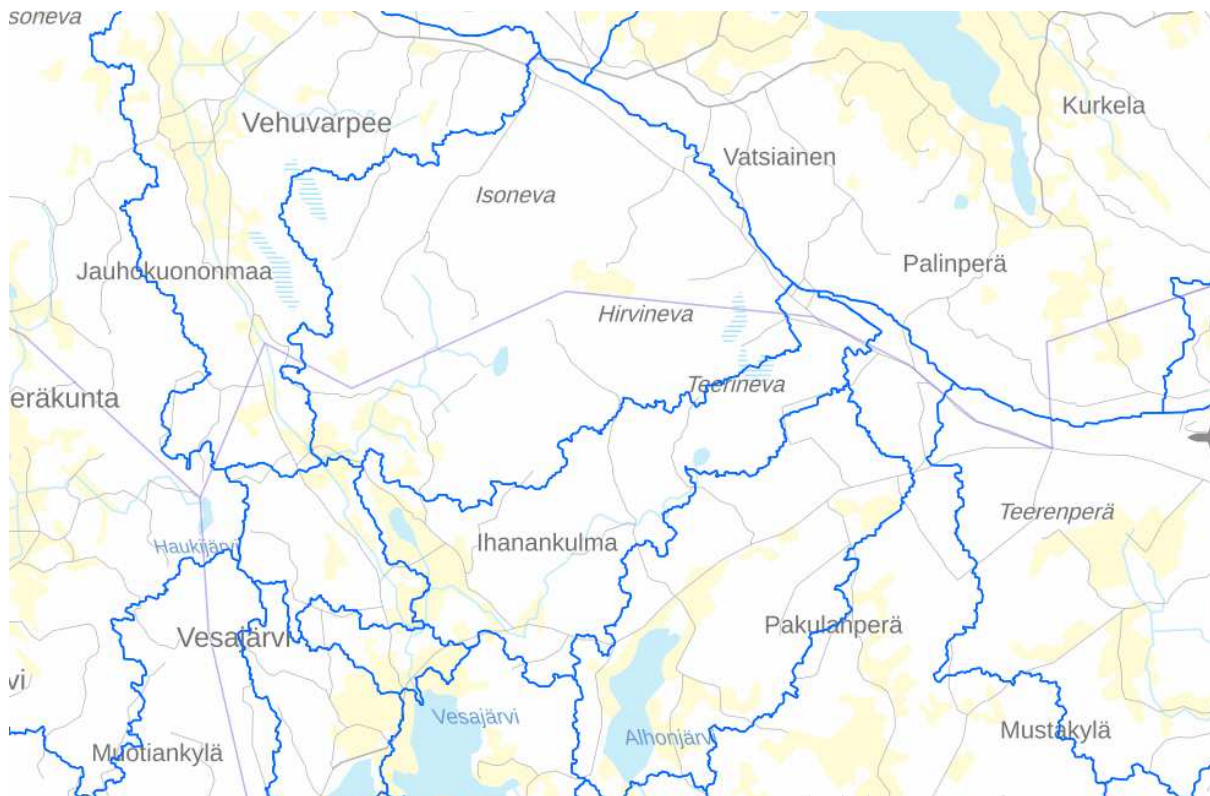 soneva
Kurkela
Vehuvarpee
Vatsiainen
Isoneva
Palinperä
Jauhokuononmaa
Hirvineva
Teerineva
eräkunta
Teerenperä
Ihanankulma
Haukijärvi
Pakulanperä
Vesajärvi
vi
Vesajärvi
Mustakylä
Alhonjärvi
Muotiankylä